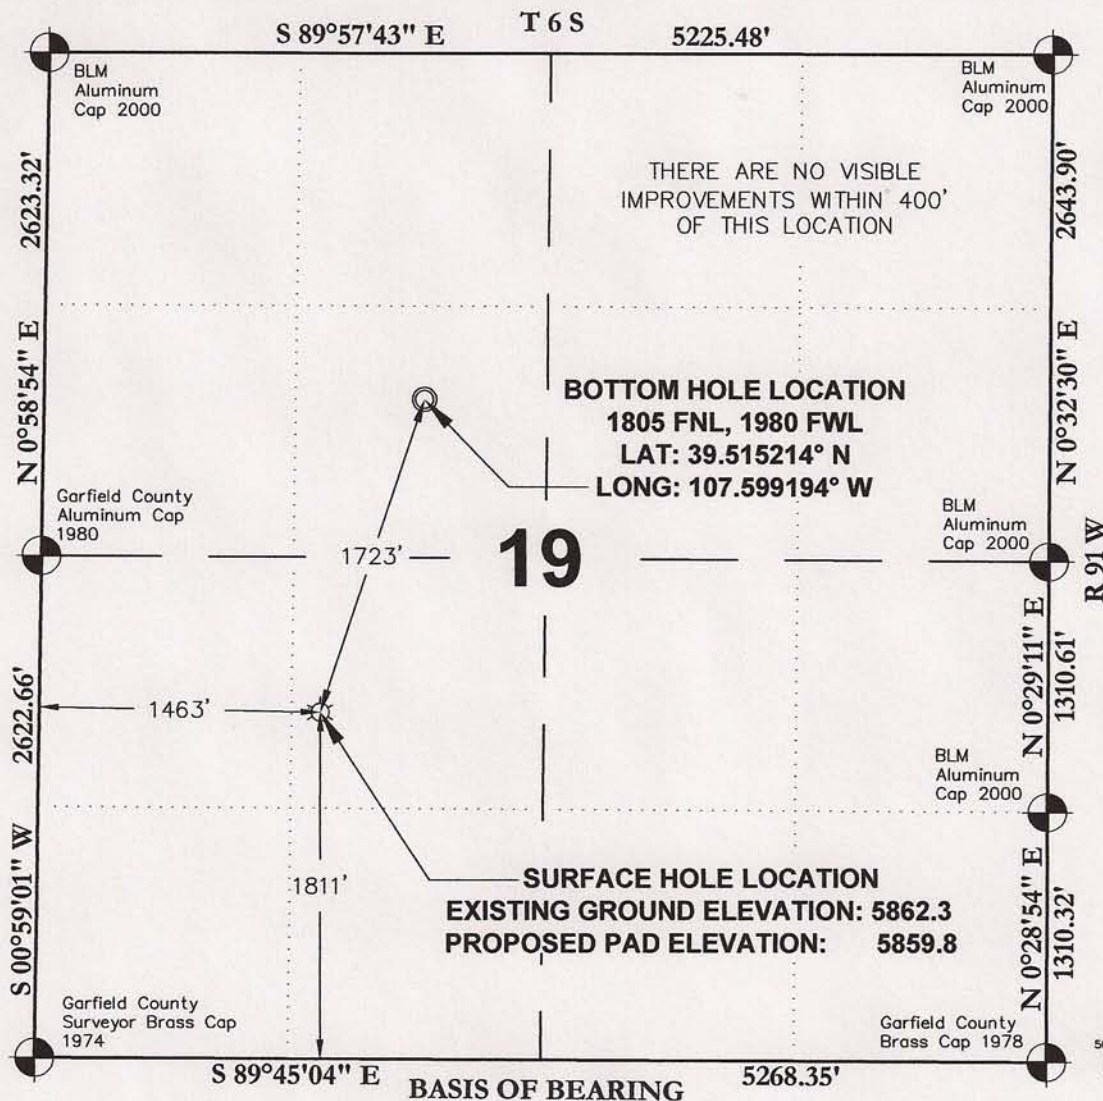 T 6 S
S 89°57'43" E
5225.48'
BLM
Aluminum
Cap 2000
BLM
Aluminum
Cap 2000
2623.32'
N 0°58'54" E
THERE ARE NO VISIBLE
IMPROVEMENTS WITHIN 400'
OF THIS LOCATION
2643.90'
N 0°32'30" E
BOTTOM HOLE LOCATION
1805 FNL, 1980 FWL
LAT: 39.515214° N
LONG: 107.599194° W
Garfield County
Aluminum Cap
1980
BLM
Aluminum
Cap 2000
1723'
19
R 91 W
2622.66'
S 00°59'01" W
1463'
N 0°29'11" E
1310.61'
BLM
Aluminum
Cap 2000
1811'
SURFACE HOLE LOCATION
EXISTING GROUND ELEVATION: 5862.3
PROPOSED PAD ELEVATION: 5859.8
N 0°28'54" E
1310.32'
Garfield County
Surveyor Brass Cap
1974
Garfield County
Brass Cap 1978
S 89°45'04" E
BASIS OF BEARING
5268.35'